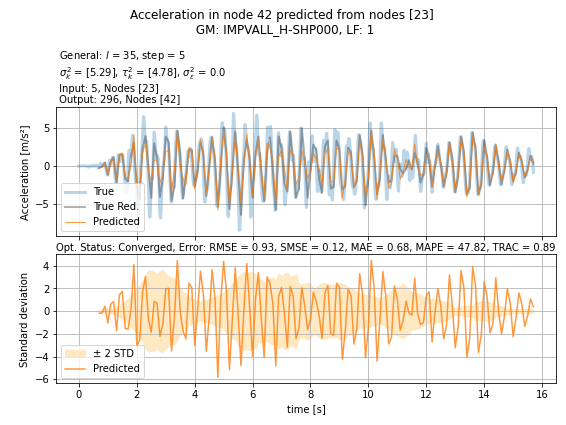 Acceleration in node 42 predicted from nodes [23]
GM: IMPVALL_H-SHP000, LF: 1
General: l = 35, step = 5
σ²ₖ = [5.29], τ²ₖ = [4.78], σ²ε = 0.0
Input: 5, Nodes [23]
Output: 296, Nodes [42]
Acceleration [m/s²]
5
0
−5
True
True Red.
Predicted
Opt. Status: Converged, Error: RMSE = 0.93, SMSE = 0.12, MAE = 0.68, MAPE = 47.82, TRAC = 0.89
Standard deviation
4
2
0
−2
−4
−6
± 2 STD
Predicted
0 2 4 6 8 10 12 14 16
time [s]